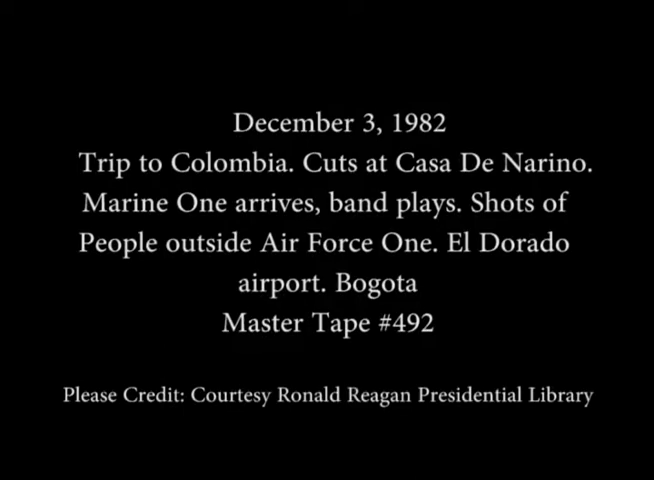 December 3, 1982
Trip to Colombia. Cuts at Casa De Narino.
Marine One arrives, band plays. Shots of
People outside Air Force One. El Dorado
airport. Bogota
Master Tape #492
Please Credit: Courtesy Ronald Reagan Presidential Library